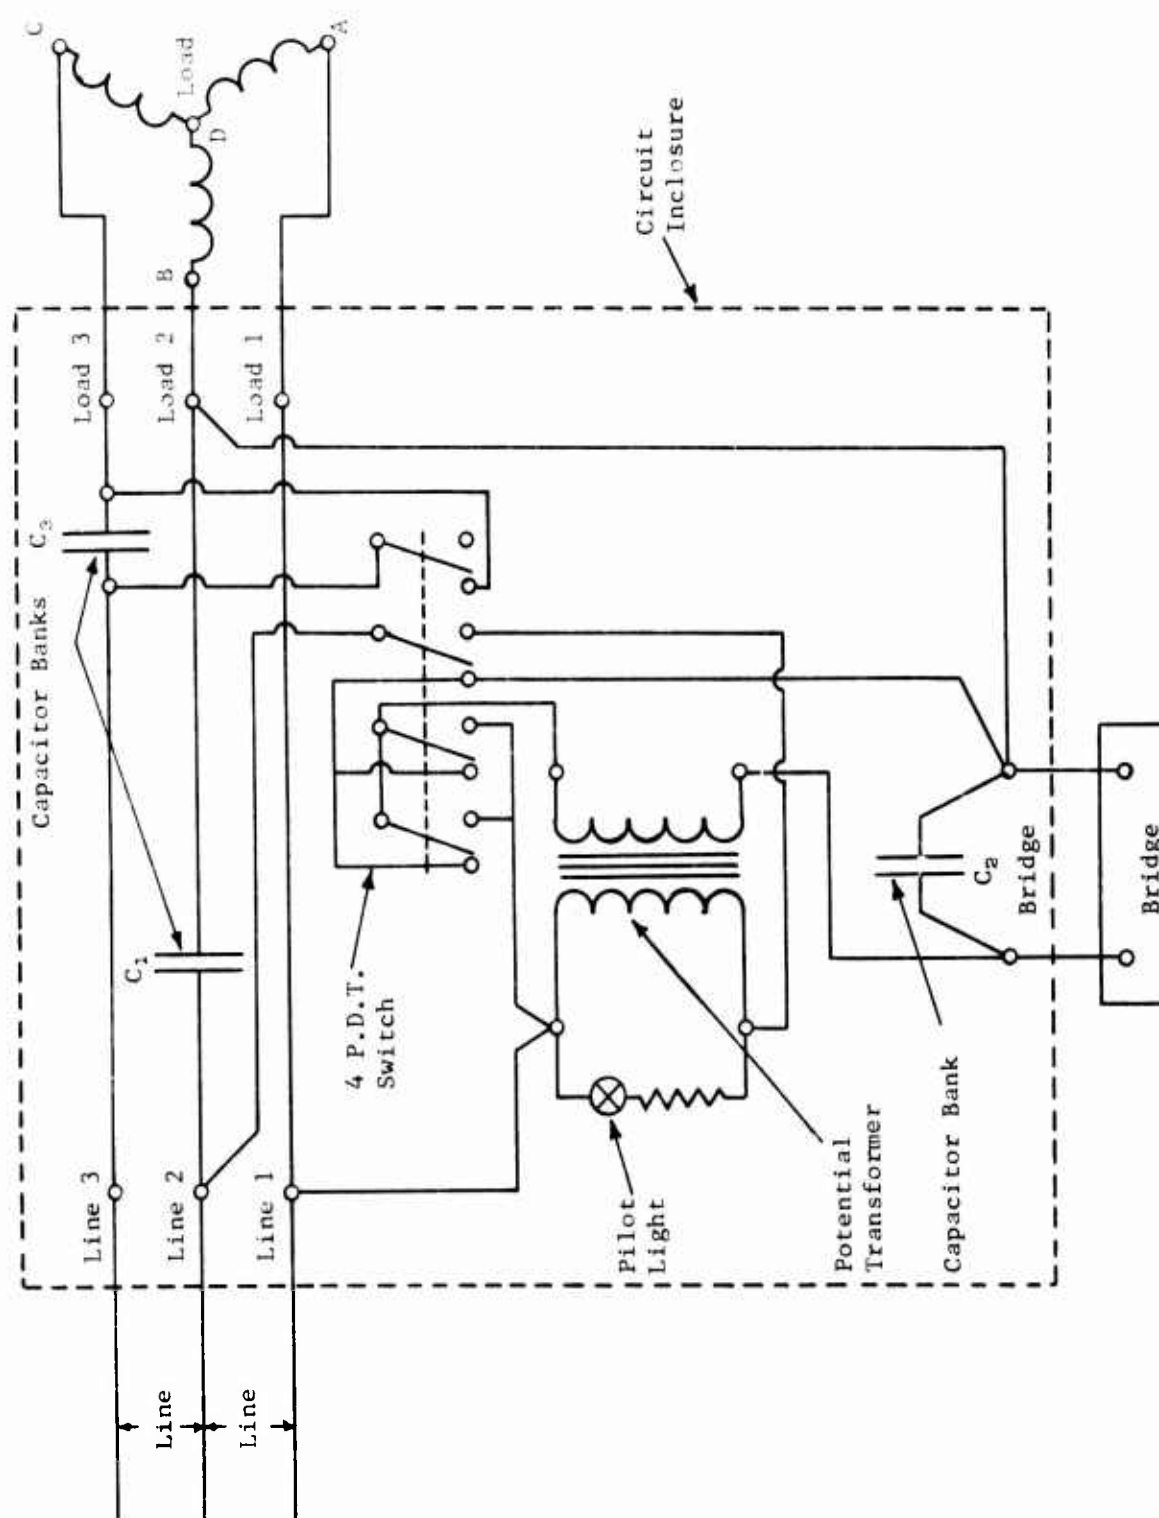 Capacitor Banks
C₃
C₁
Line 3
Line 2
Line 1
Line
Line
Load 3
Load 2
Load 1
C
B
A
D
Load
4 P.D.T.
Switch
Circuit
Inclosure
Pilot
Light
Potential
Transformer
Capacitor Bank
C₂
Bridge
Bridge